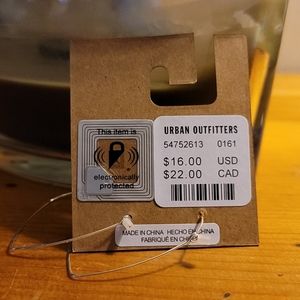 This item is
electronically
protected
URBAN OUTFITTERS
54752613 0161
$16.00 USD
$22.00 CAD
MADE IN CHINA HECHO EN CHINA
FABRIQUÉ EN CHINE